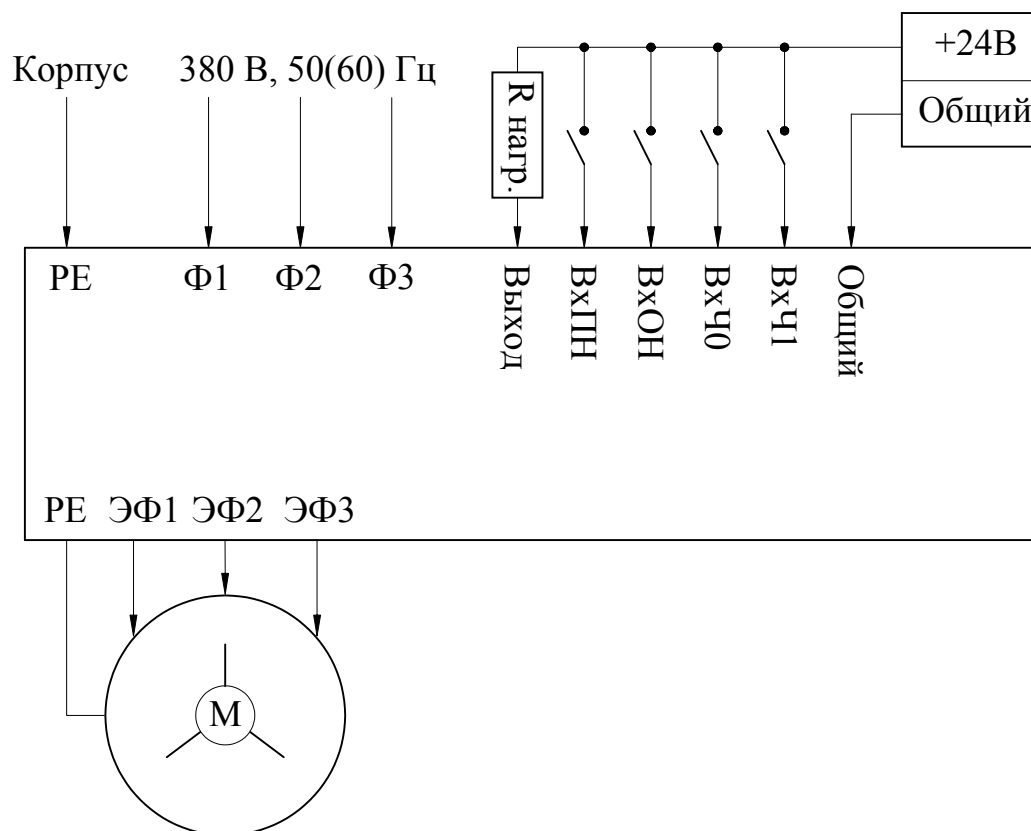 +24В
Корпус 380 В, 50(60) Гц
Общий
R нагр.
PE Ф1 Ф2 Ф3
Выход
ВхПН
ВхОН
ВхЧ0
ВхЧ1
Общий
PE ЭФ1 ЭФ2 ЭФ3
М